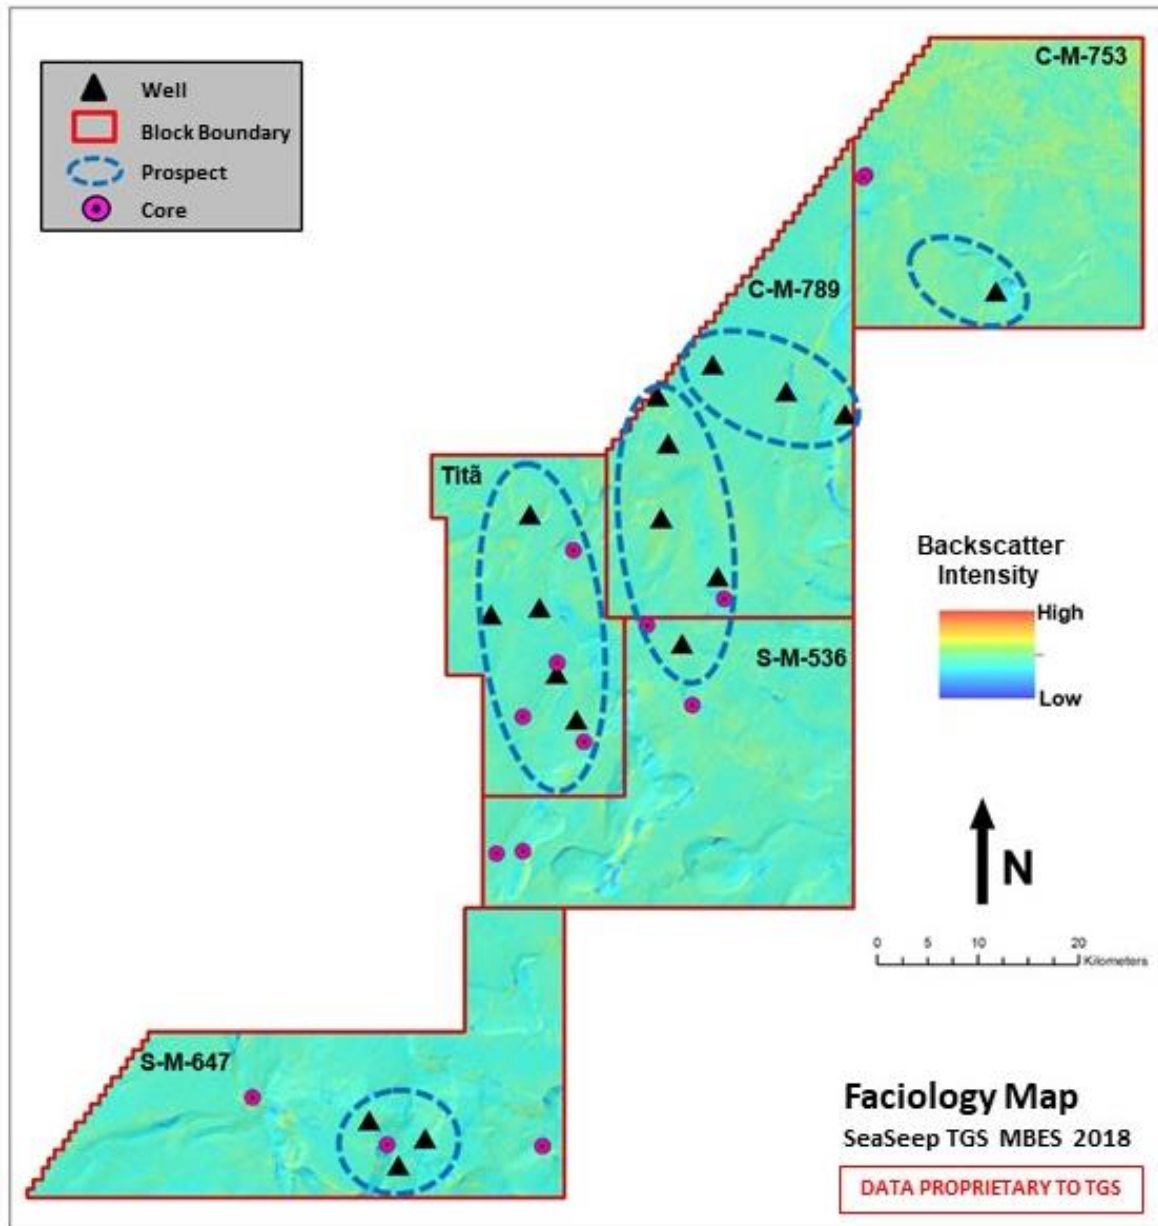 C-M-753
Well
Block Boundary
Prospect
Core
C-M-789
Titã
Backscatter
Intensity
High
Low
S-M-536
N
0 5 10 20
Kilometers
S-M-647
Faciology Map
SeaSeep TGS MBES 2018
DATA PROPRIETARY TO TGS